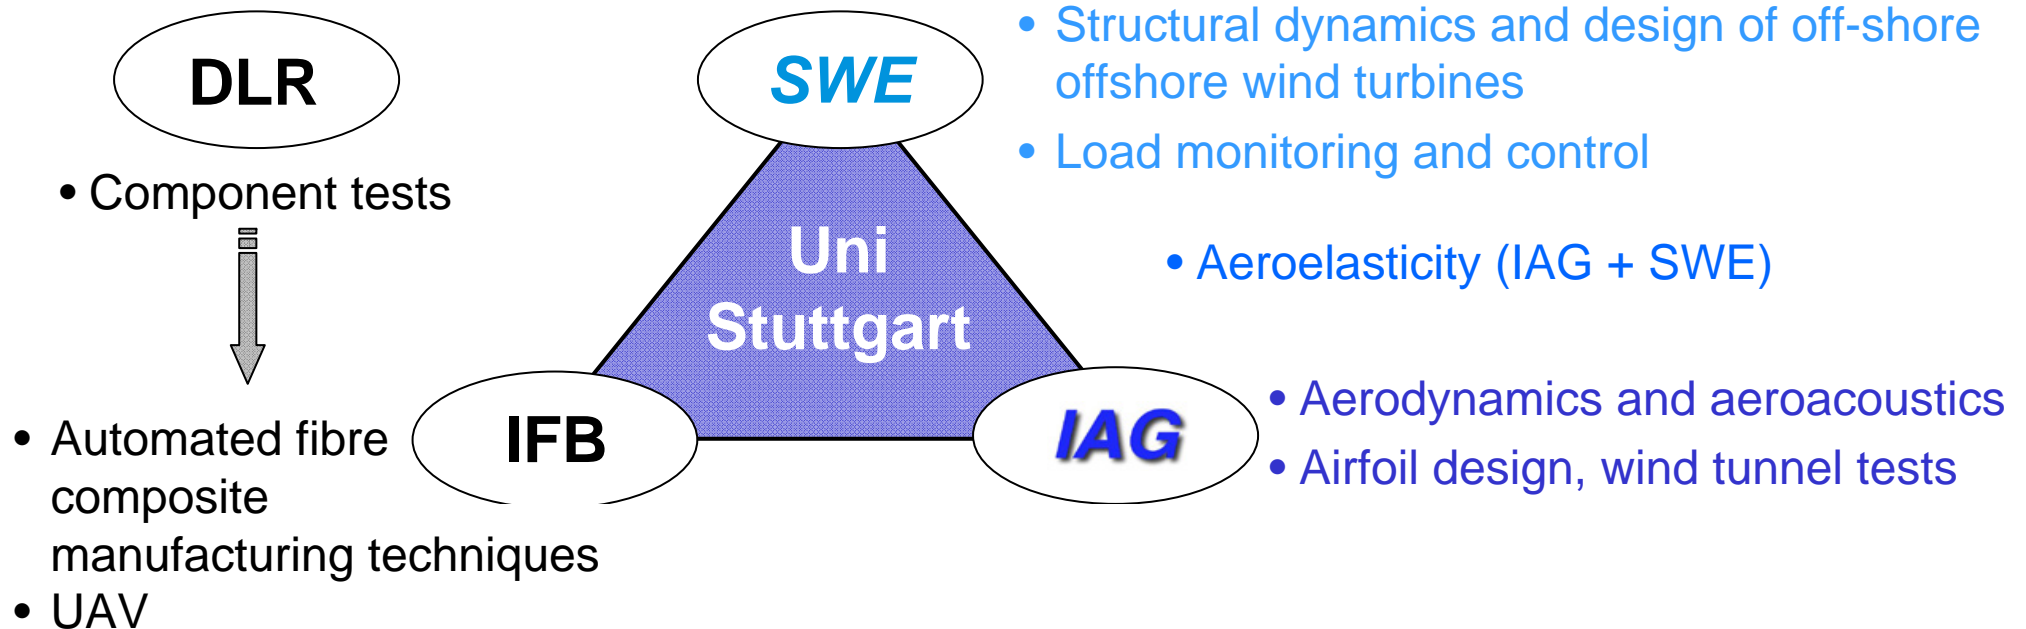 DLR
• Component tests
SWE
• Structural dynamics and design of off-shore
offshore wind turbines
• Load monitoring and control
Uni
Stuttgart
• Aeroelasticity (IAG + SWE)
IFB
• Automated fibre
composite
manufacturing techniques
• UAV
IAG
• Aerodynamics and aeroacoustics
• Airfoil design, wind tunnel tests